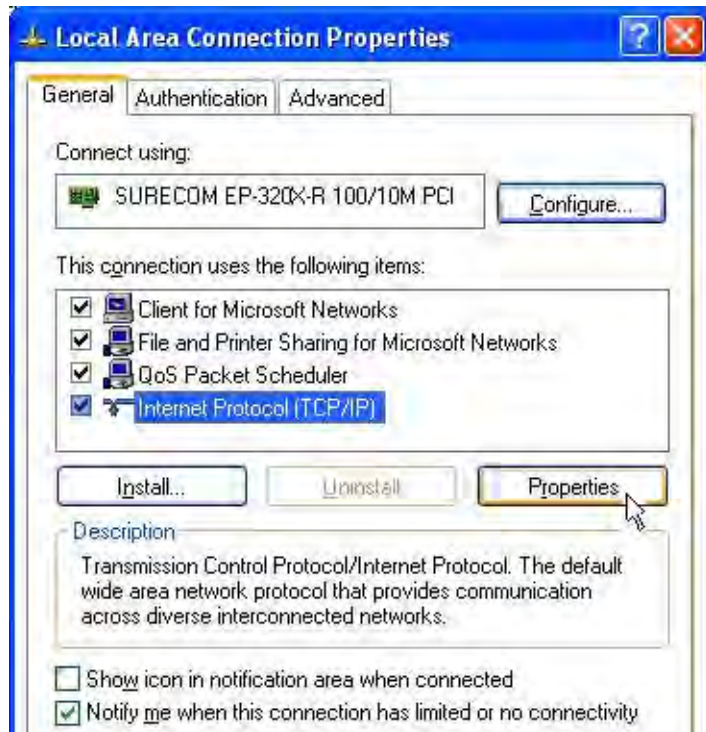 Local Area Connection Properties
General Authentication Advanced
Connect using:
SURECOM EP-320X-R 100/10M PCI
Configure...
This connection uses the following items:
Client for Microsoft Networks
File and Printer Sharing for Microsoft Networks
QoS Packet Scheduler
Internet Protocol (TCP/IP)
Install... Uninstall Properties
Description
Transmission Control Protocol/Internet Protocol. The default
wide area network protocol that provides communication
across diverse interconnected networks.
Show icon in notification area when connected
Notify me when this connection has limited or no connectivity